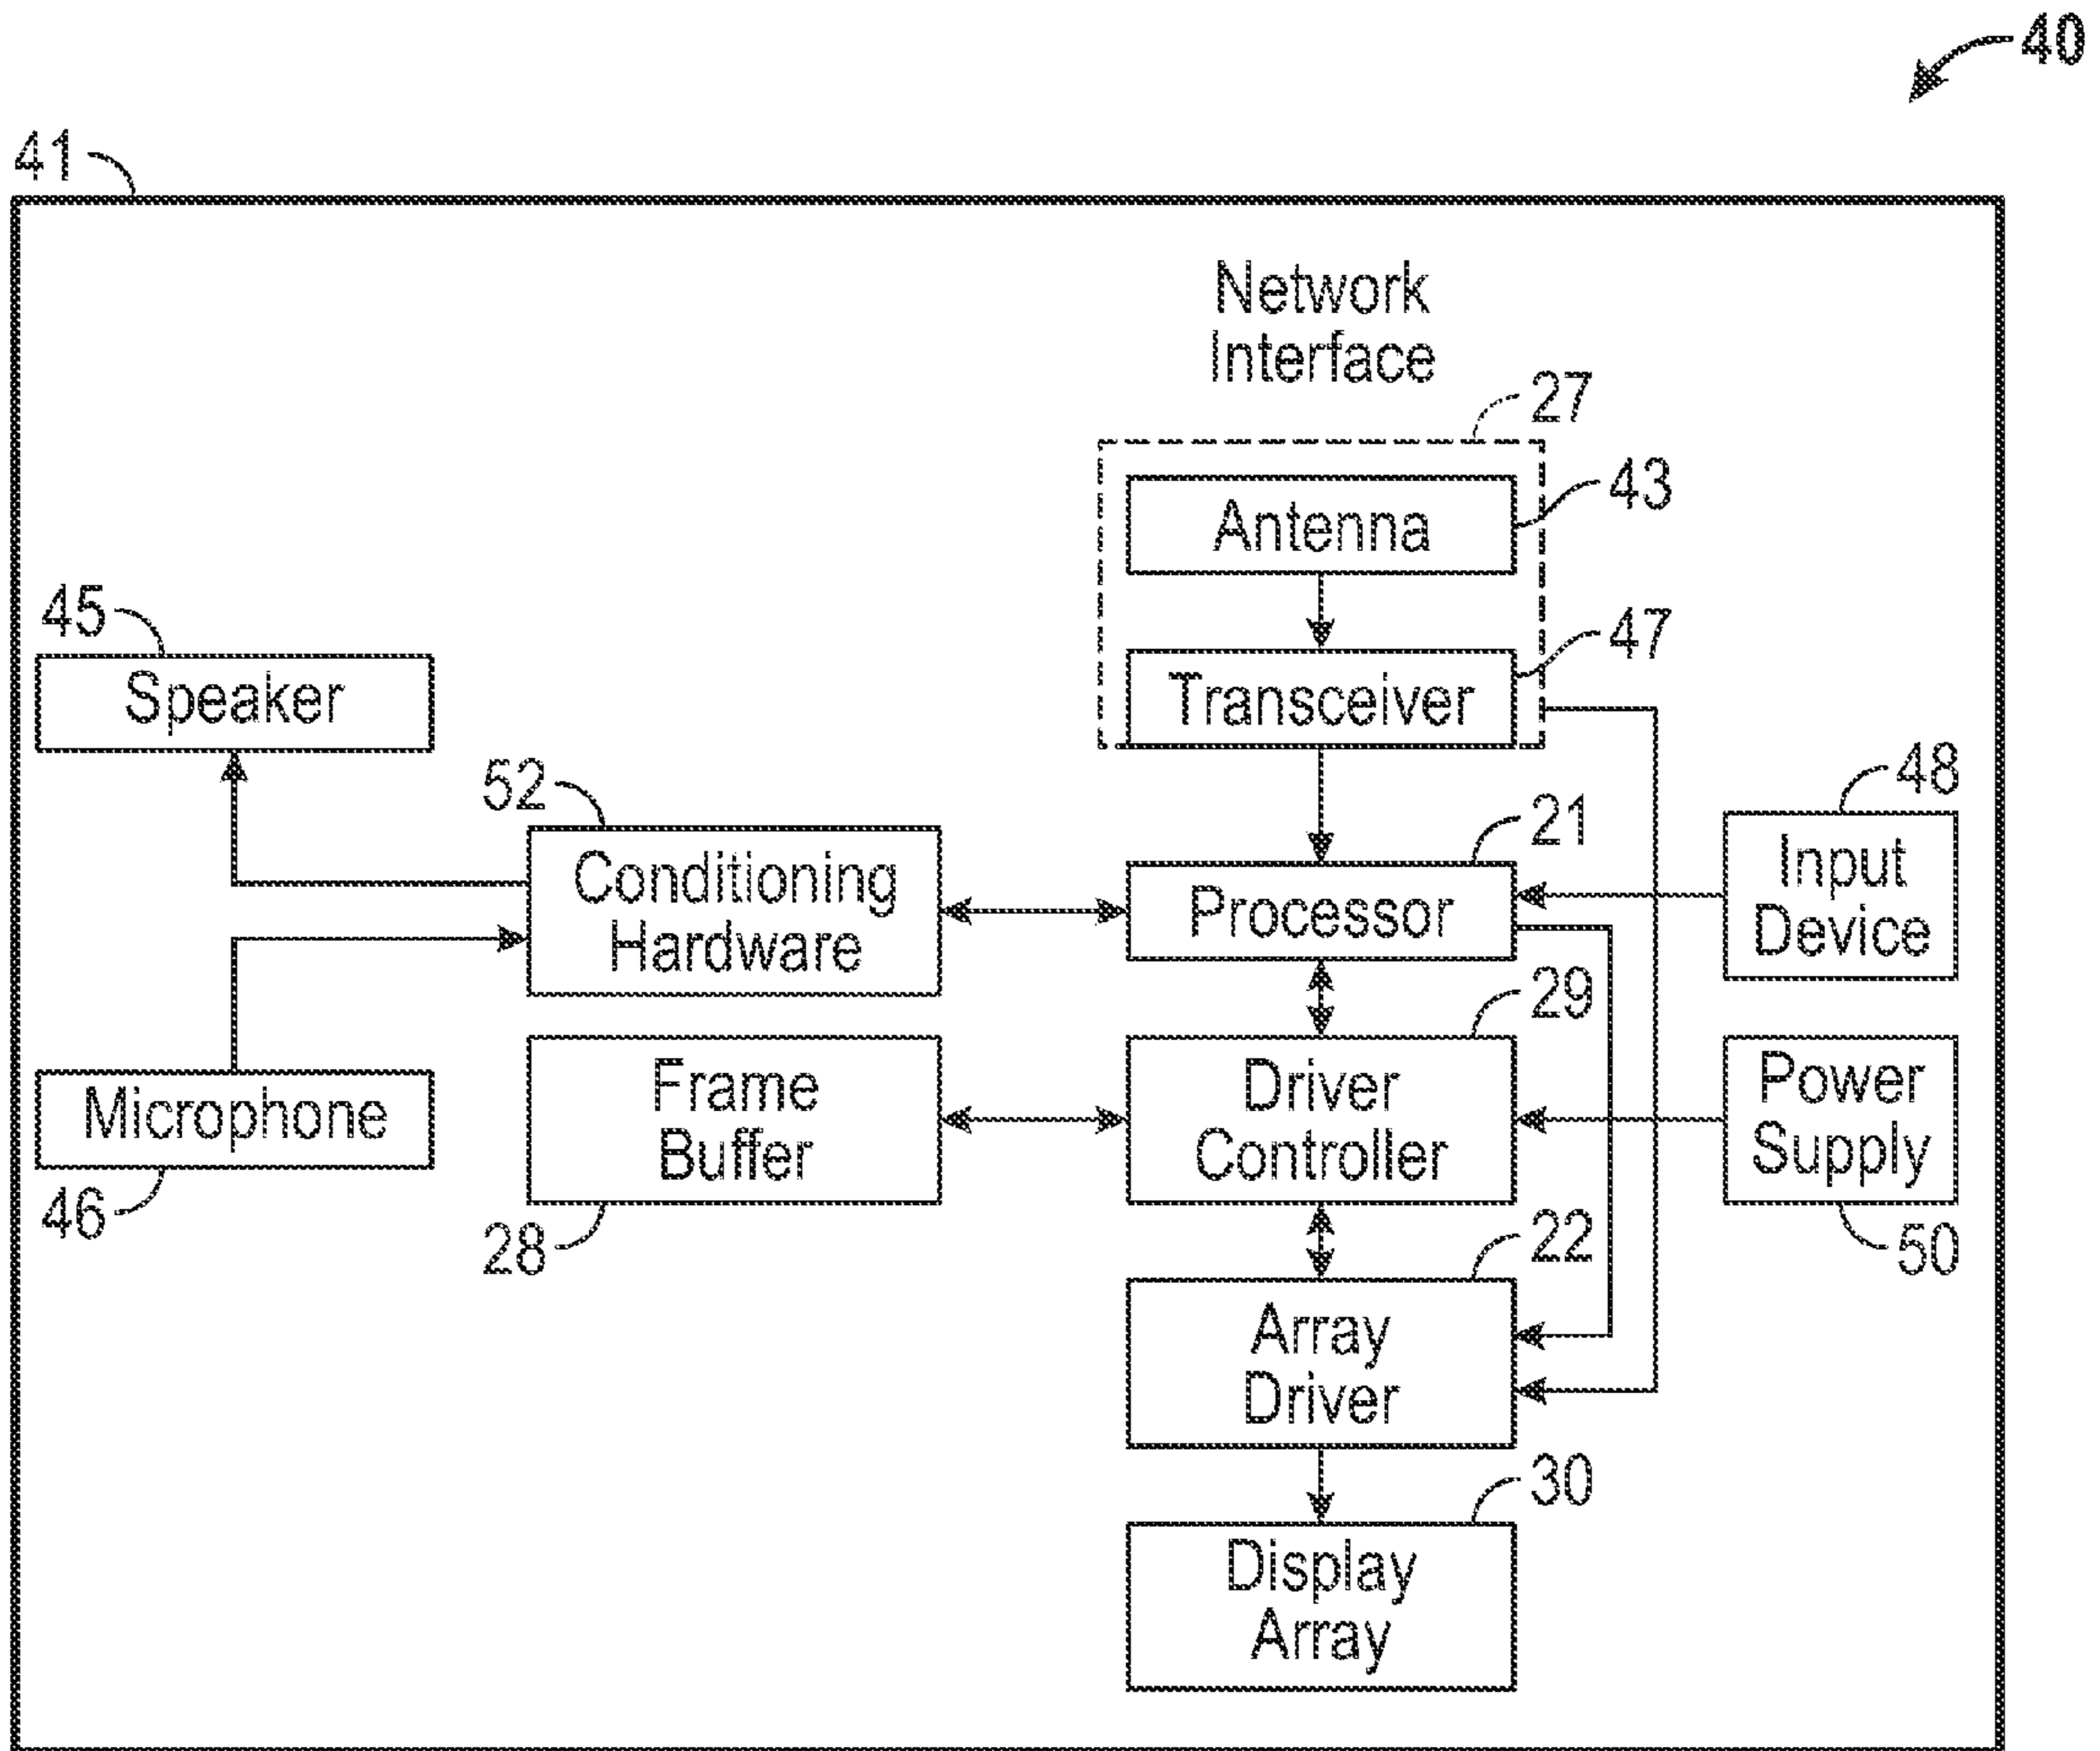 40
41
Network
Interface
27
Antenna
43
45
Speaker
Transceiver
47
52
Conditioning
Hardware
21
Processor
48
Input
Device
Microphone
46
Frame
Buffer
28
29
Driver
Controller
Power
Supply
50
22
Array
Driver
30
Display
Array